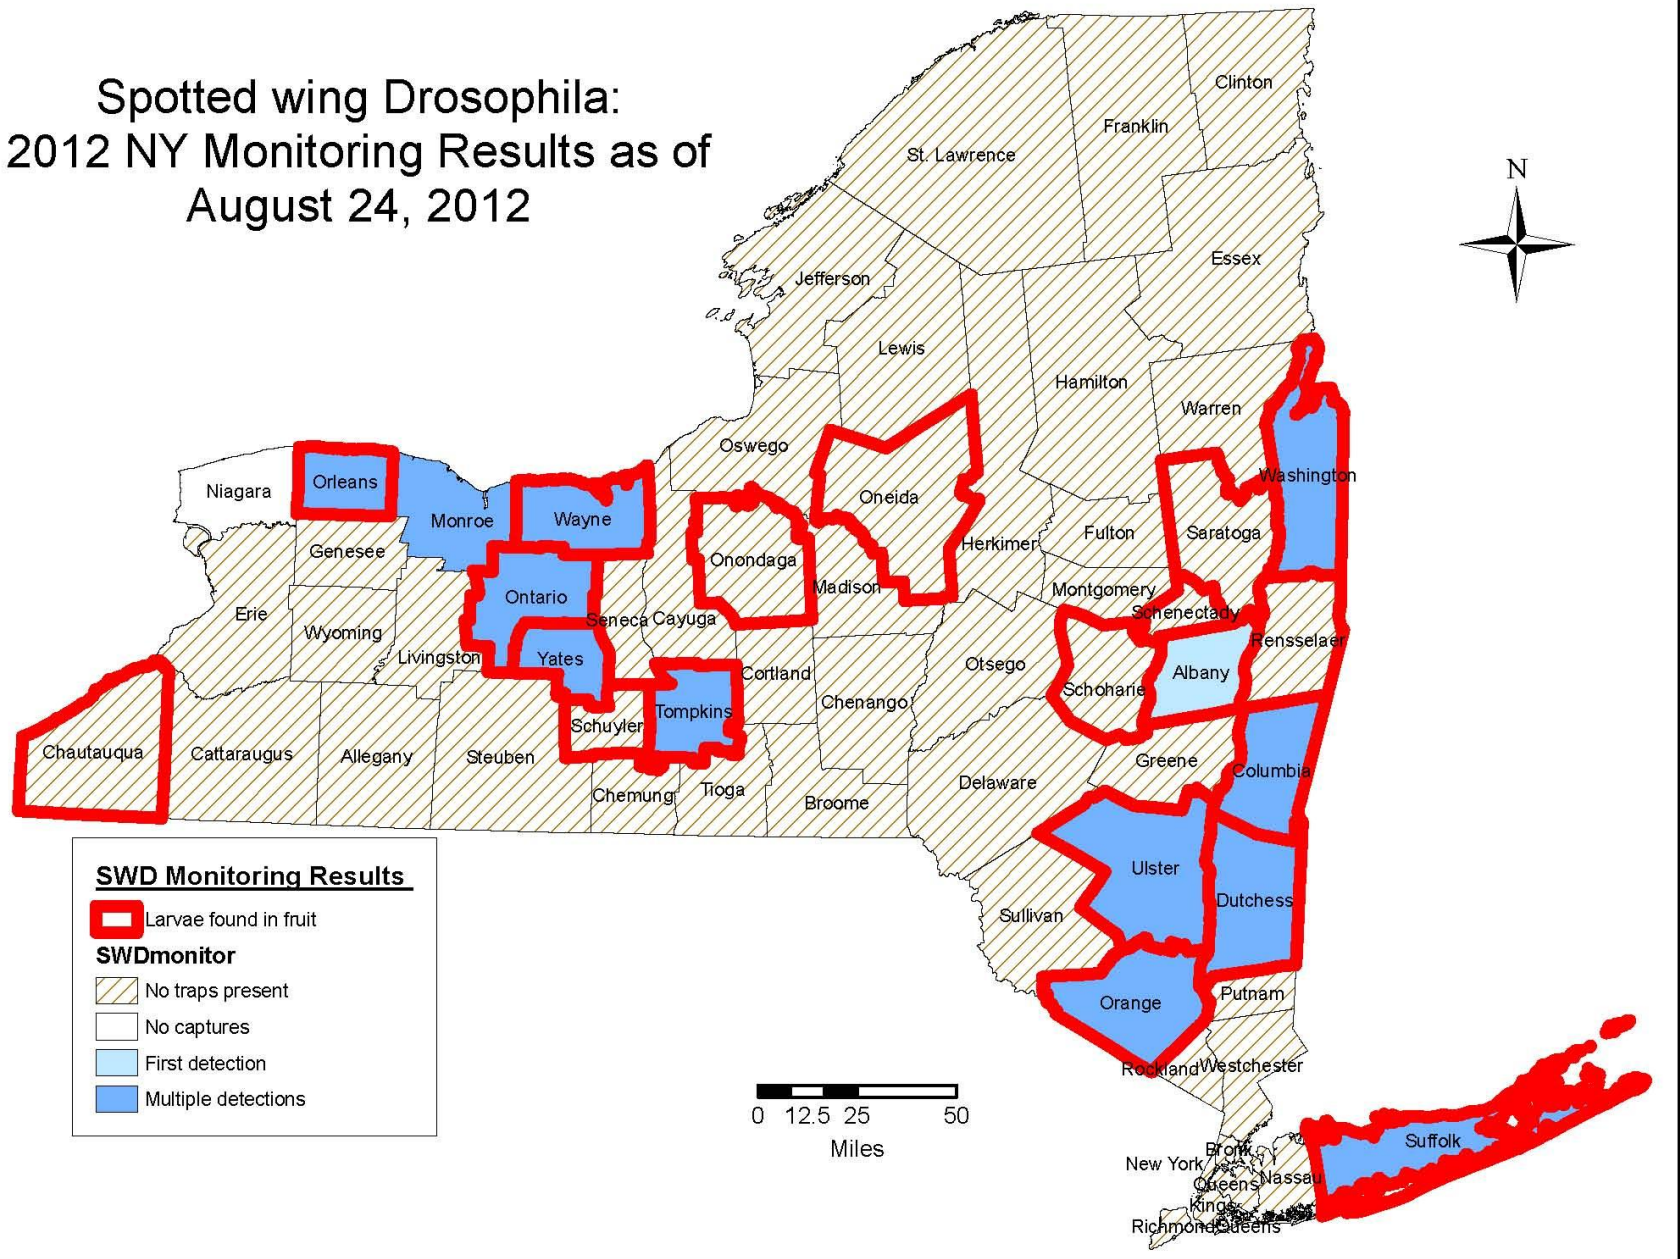 Spotted wing Drosophila:
2012 NY Monitoring Results as of
August 24, 2012
N
Clinton
Franklin
St. Lawrence
Essex
Jefferson
Lewis
Hamilton
Warren
Oswego
Washington
Orleans
Niagara
Oneida
Monroe
Wayne
Saratoga
Fulton
Herkimer
Genesee
Onondaga
Madison
Montgomery
Ontario
Schenectady
Erie
Seneca
Cayuga
Wyoming
Rensselaer
Livingston
Yates
Otsego
Albany
Cortland
Schoharie
Chenango
Tompkins
Schuyler
Chautauqua
Cattaraugus
Allegany
Steuben
Greene
Columbia
Delaware
Tioga
Chemung
Broome
Ulster
Dutchess
Sullivan
Putnam
Orange
Rockland
Westchester
Suffolk
Bronx
New York
Nassau
Queens
Kings
Richmond
Queens
SWD Monitoring Results
Larvae found in fruit
SWDmonitor
No traps present
No captures
First detection
Multiple detections
0 12.5 25 50
Miles